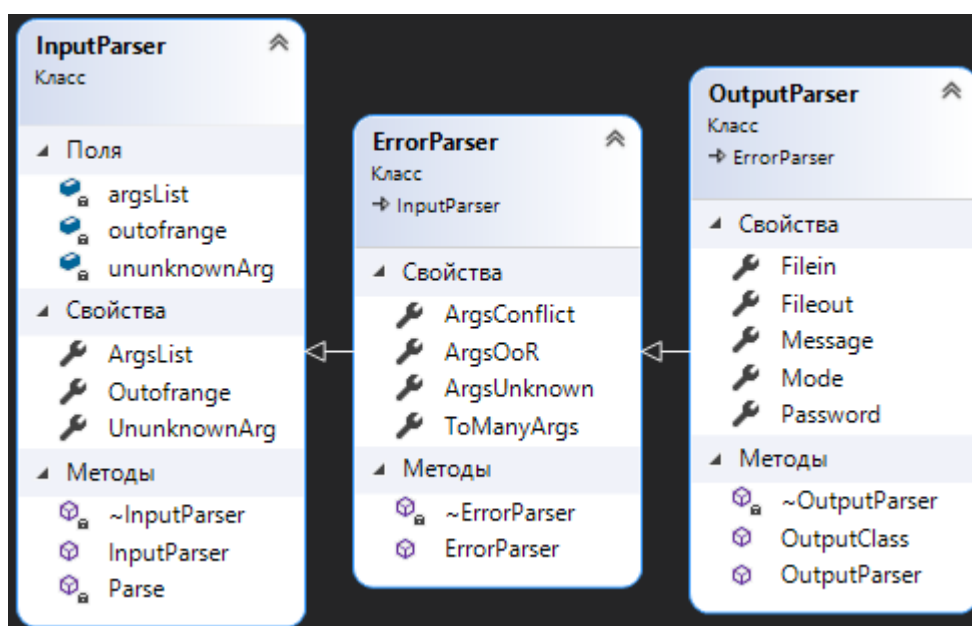 InputParser
Класс
Поля
argsList
outofrange
ununknownArg
Свойства
ArgsList
Outofrange
UnunknownArg
Методы
~InputParser
InputParser
Parse
ErrorParser
Класс
InputParser
Свойства
ArgsConflict
ArgsOoR
ArgsUnknown
ToManyArgs
Методы
~ErrorParser
ErrorParser
OutputParser
Класс
ErrorParser
Свойства
Filein
Fileout
Message
Mode
Password
Методы
~OutputParser
OutputClass
OutputParser